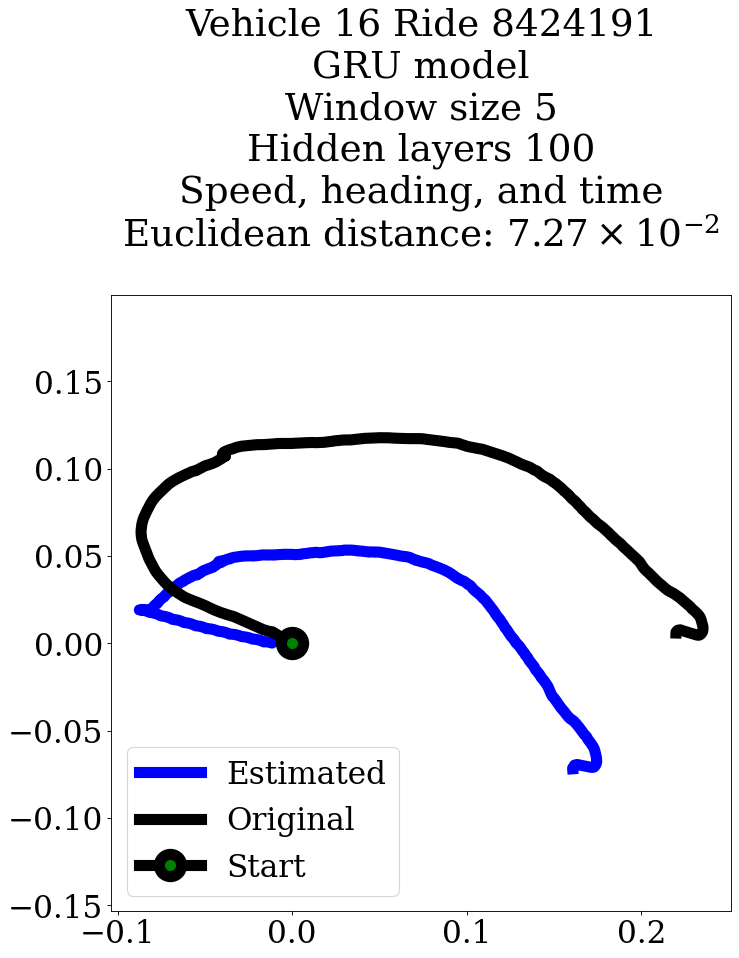 Vehicle 16 Ride 8424191
GRU model
Window size 5
Hidden layers 100
Speed, heading, and time
Euclidean distance: 7.27 × 10⁻²
0.15
0.10
0.05
0.00
−0.05
−0.10
−0.15
Estimated
Original
Start
−0.1
0.0
0.1
0.2